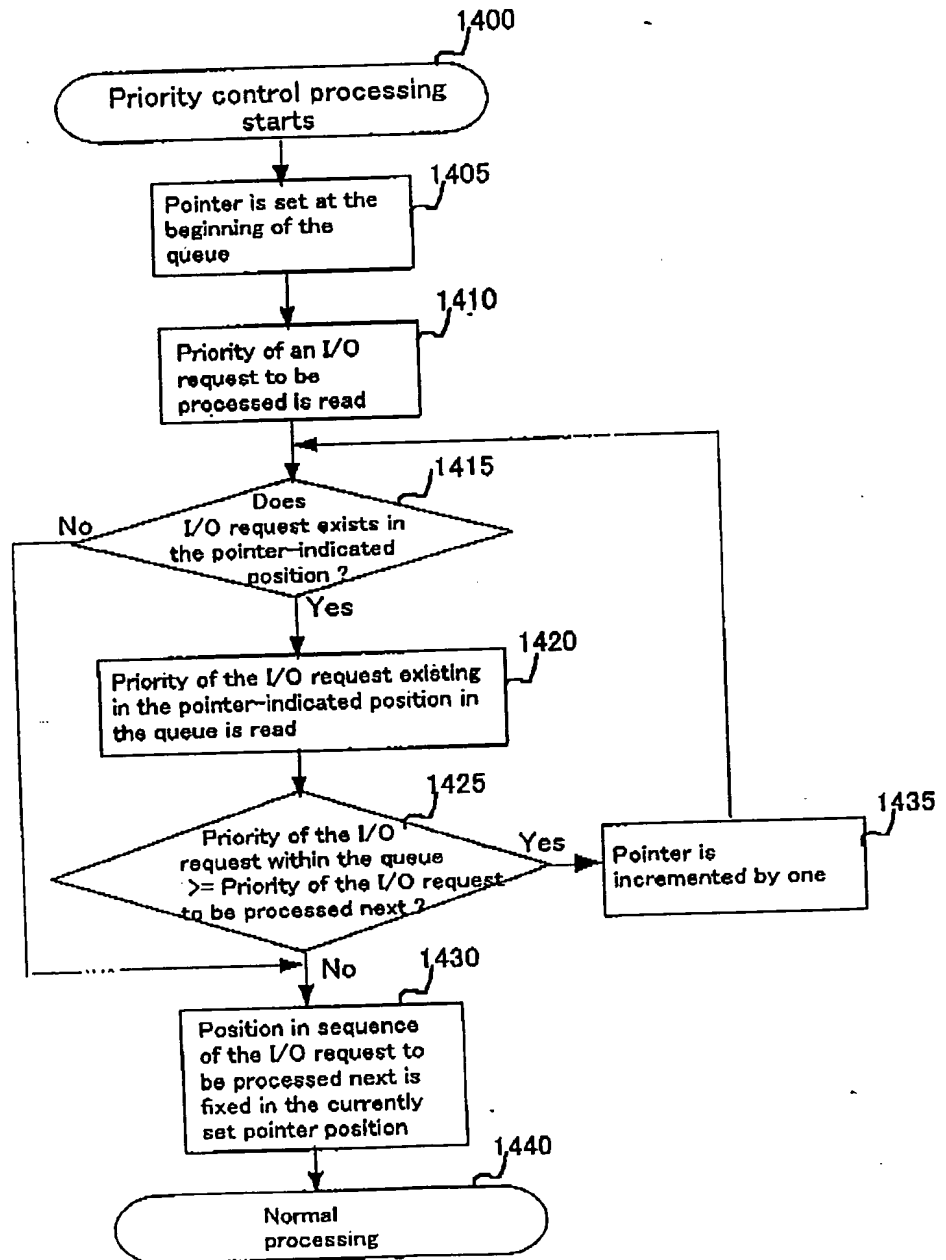 1400
Priority control processing
starts
1405
Pointer is set at the
beginning of the
queue
1410
Priority of an I/O
request to be
processed is read
1415
Does
I/O request exists in
the pointer-indicated
position ?
No
Yes
1420
Priority of the I/O request existing
in the pointer-indicated position in
the queue is read
1425
Priority of the I/O
request within the queue
>= Priority of the I/O request
to be processed next ?
Yes
1435
Pointer is
incremented by one
No
1430
Position in sequence
of the I/O request to
be processed next is
fixed in the currently
set pointer position
1440
Normal
processing